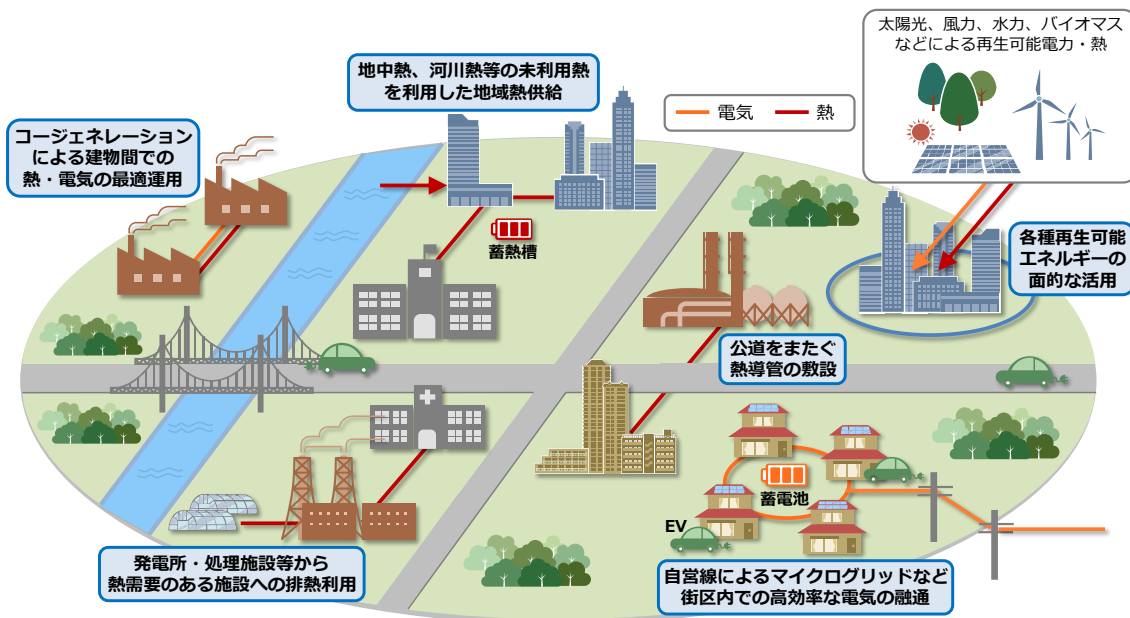 太陽光、風力、水力、バイオマス
などによる再生可能電力・熱
地中熱、河川熱等の未利用熱
を利用した地域熱供給
電気
熱
コージェネレーション
による建物間での
熱・電気の最適運用
蓄熱槽
各種再生可能
エネルギーの
面的な活用
公道をまたぐ
熱導管の敷設
蓄電池
EV
発電所・処理施設等から
熱需要のある施設への排熱利用
自営線によるマイクログリッドなど
街区内での高効率な電気の融通